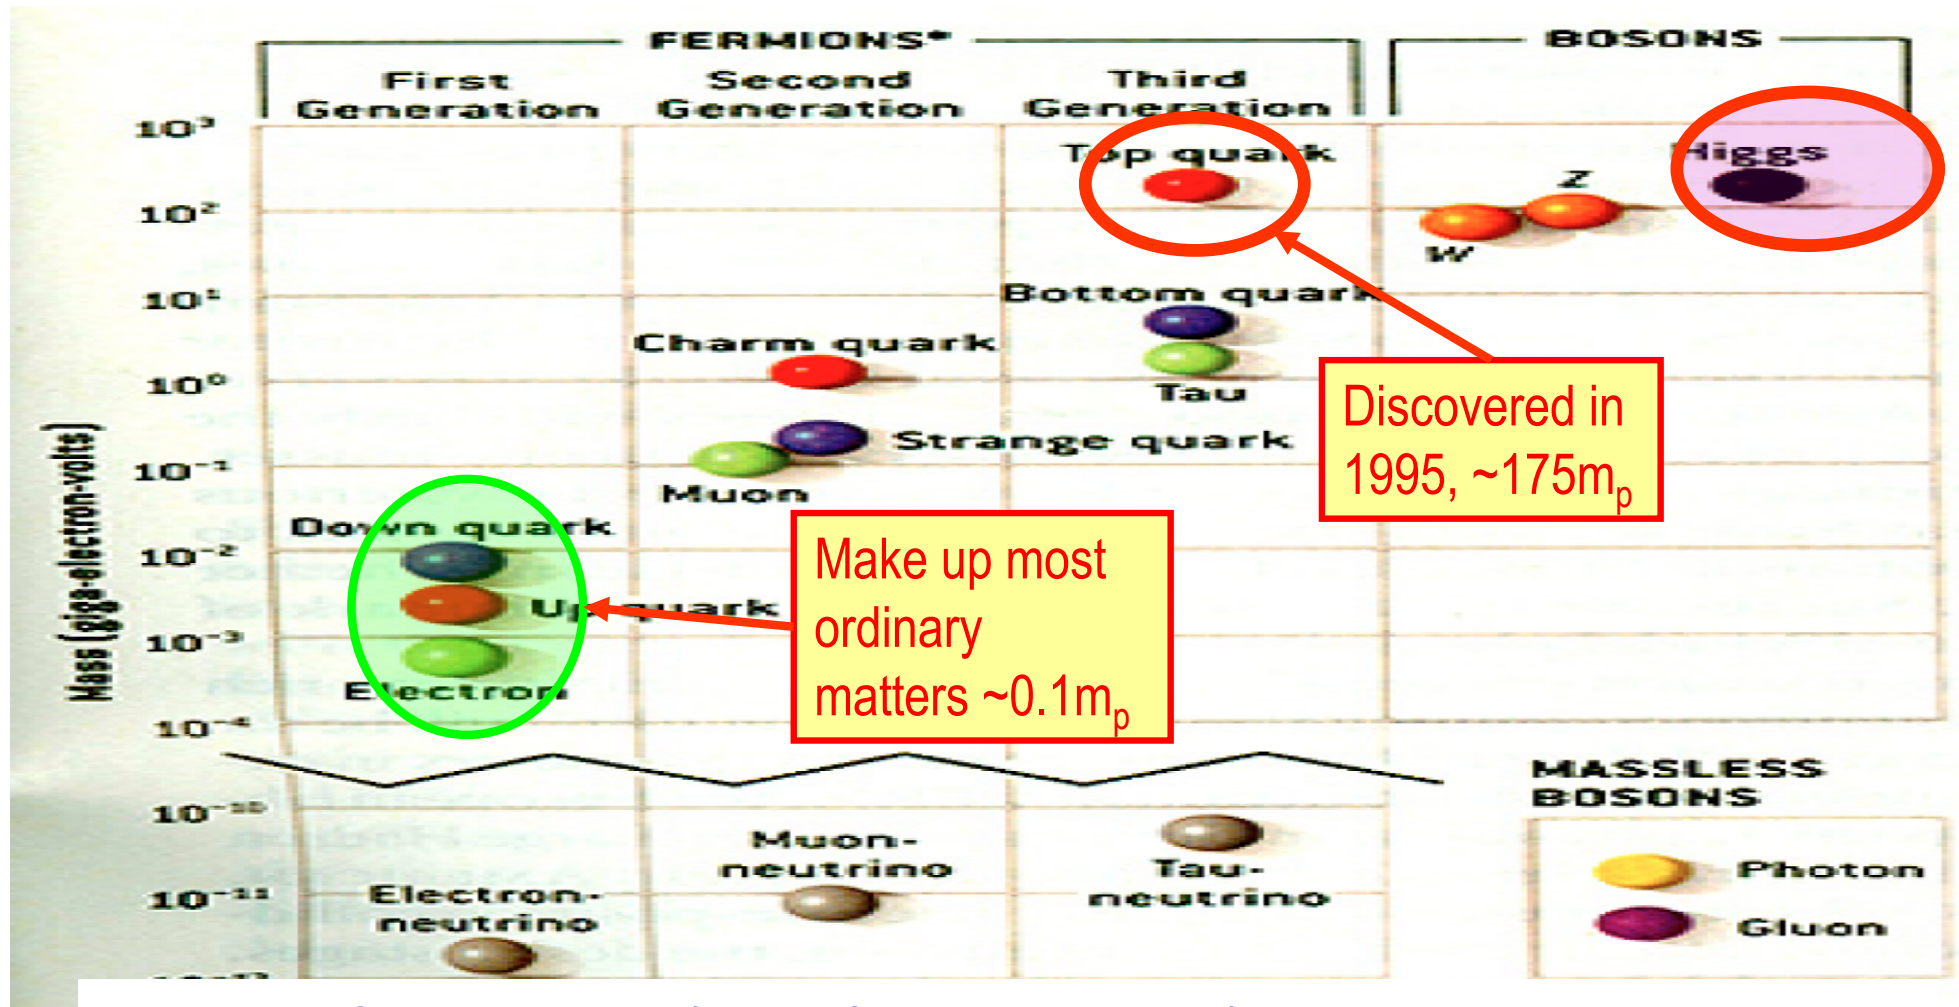 FERMIONS*
BOSONS
First
Generation
Second
Generation
Third
Generation
10³
10²
10¹
10⁰
10⁻¹
10⁻²
10⁻³
10⁻⁴
10⁻¹⁰
10⁻¹¹
Mass (giga-electron-volts)
Top quark
Higgs
Z
W
Bottom quark
Charm quark
Tau
Strange quark
Muon
Down quark
Up quark
Electron
Discovered in
1995, ~175mₚ
Make up most
ordinary
matters ~0.1mₚ
Muon-
neutrino
Tau-
neutrino
Electron-
neutrino
MASSLESS
BOSONS
Photon
Gluon